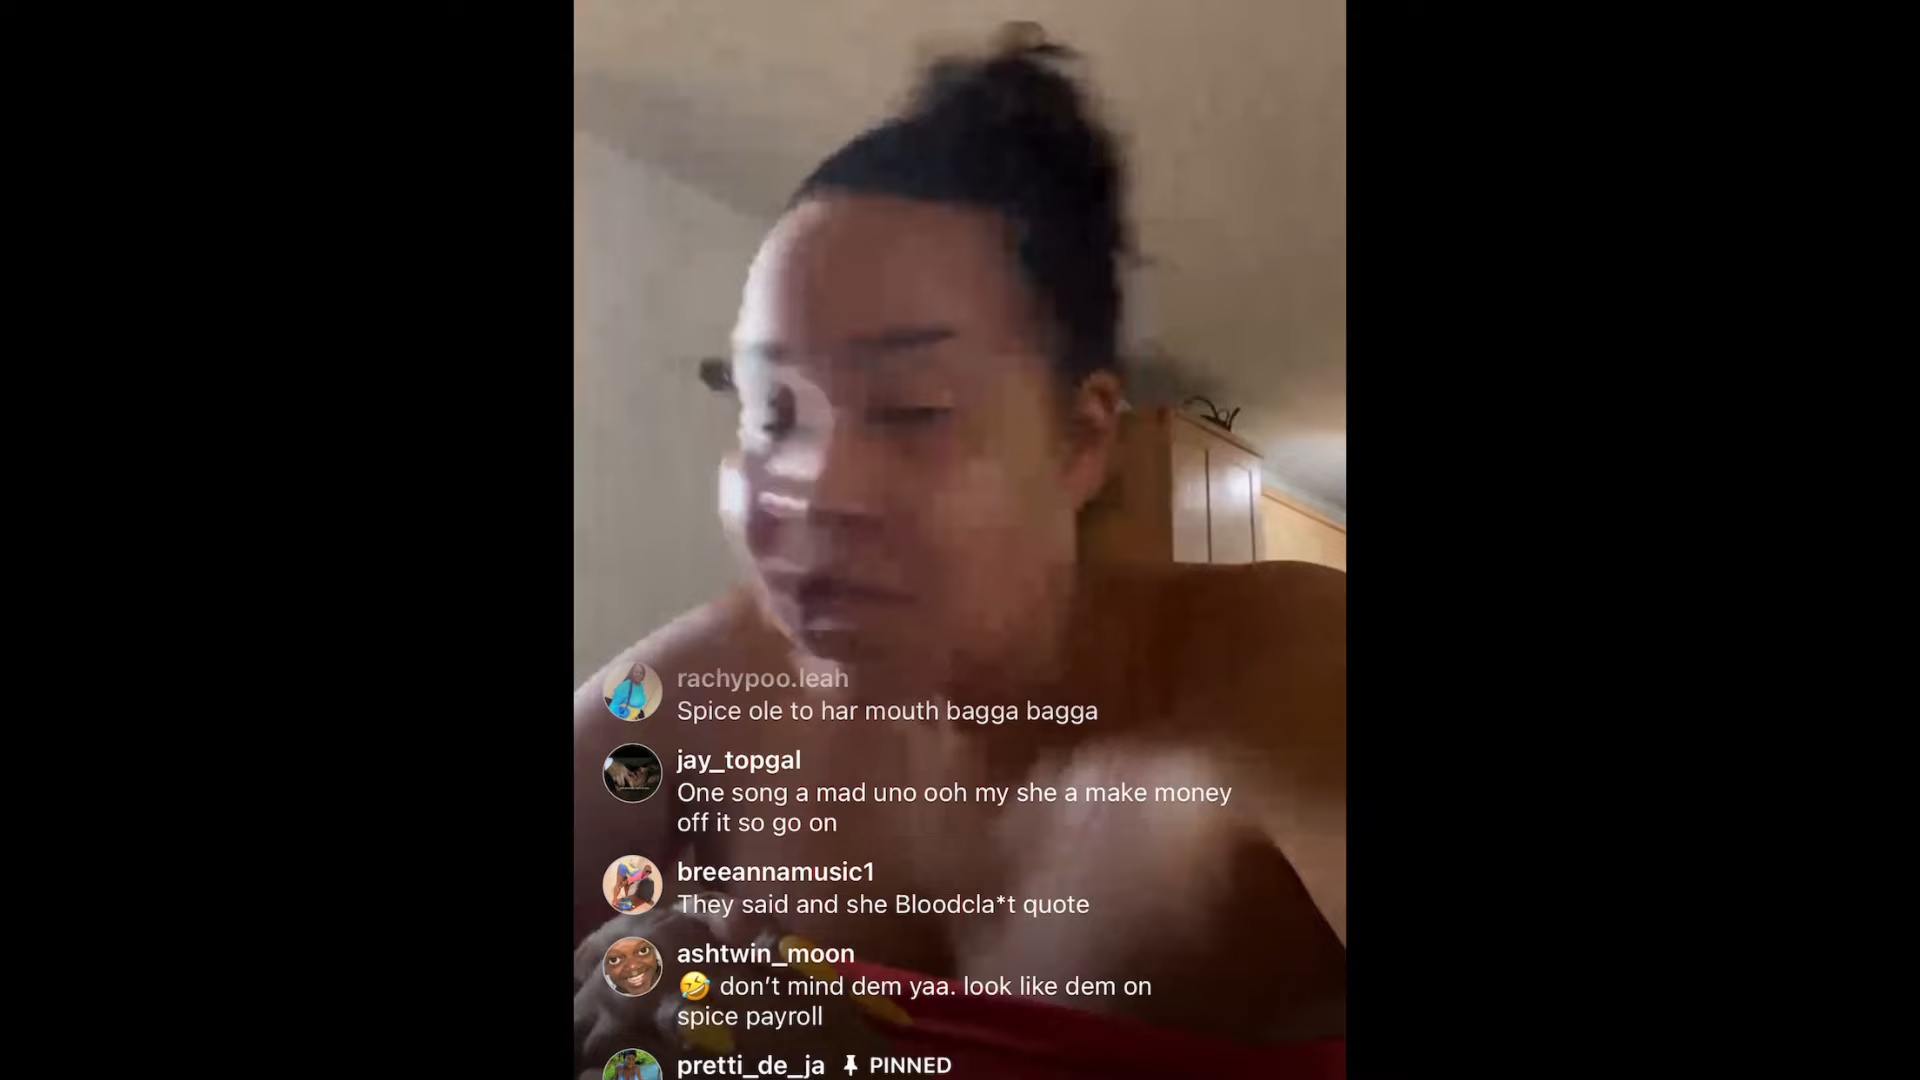 rachypoo.leah
Spice ole to har mouth bagga bagga
jay_topgal
One song a mad uno ooh my she a make money
off it so go on
breeannamusic1
They said and she Bloodcla*t quote
ashtwin_moon
🤣 don’t mind dem yaa. look like dem on
spice payroll
pretti_de_ja PINNED